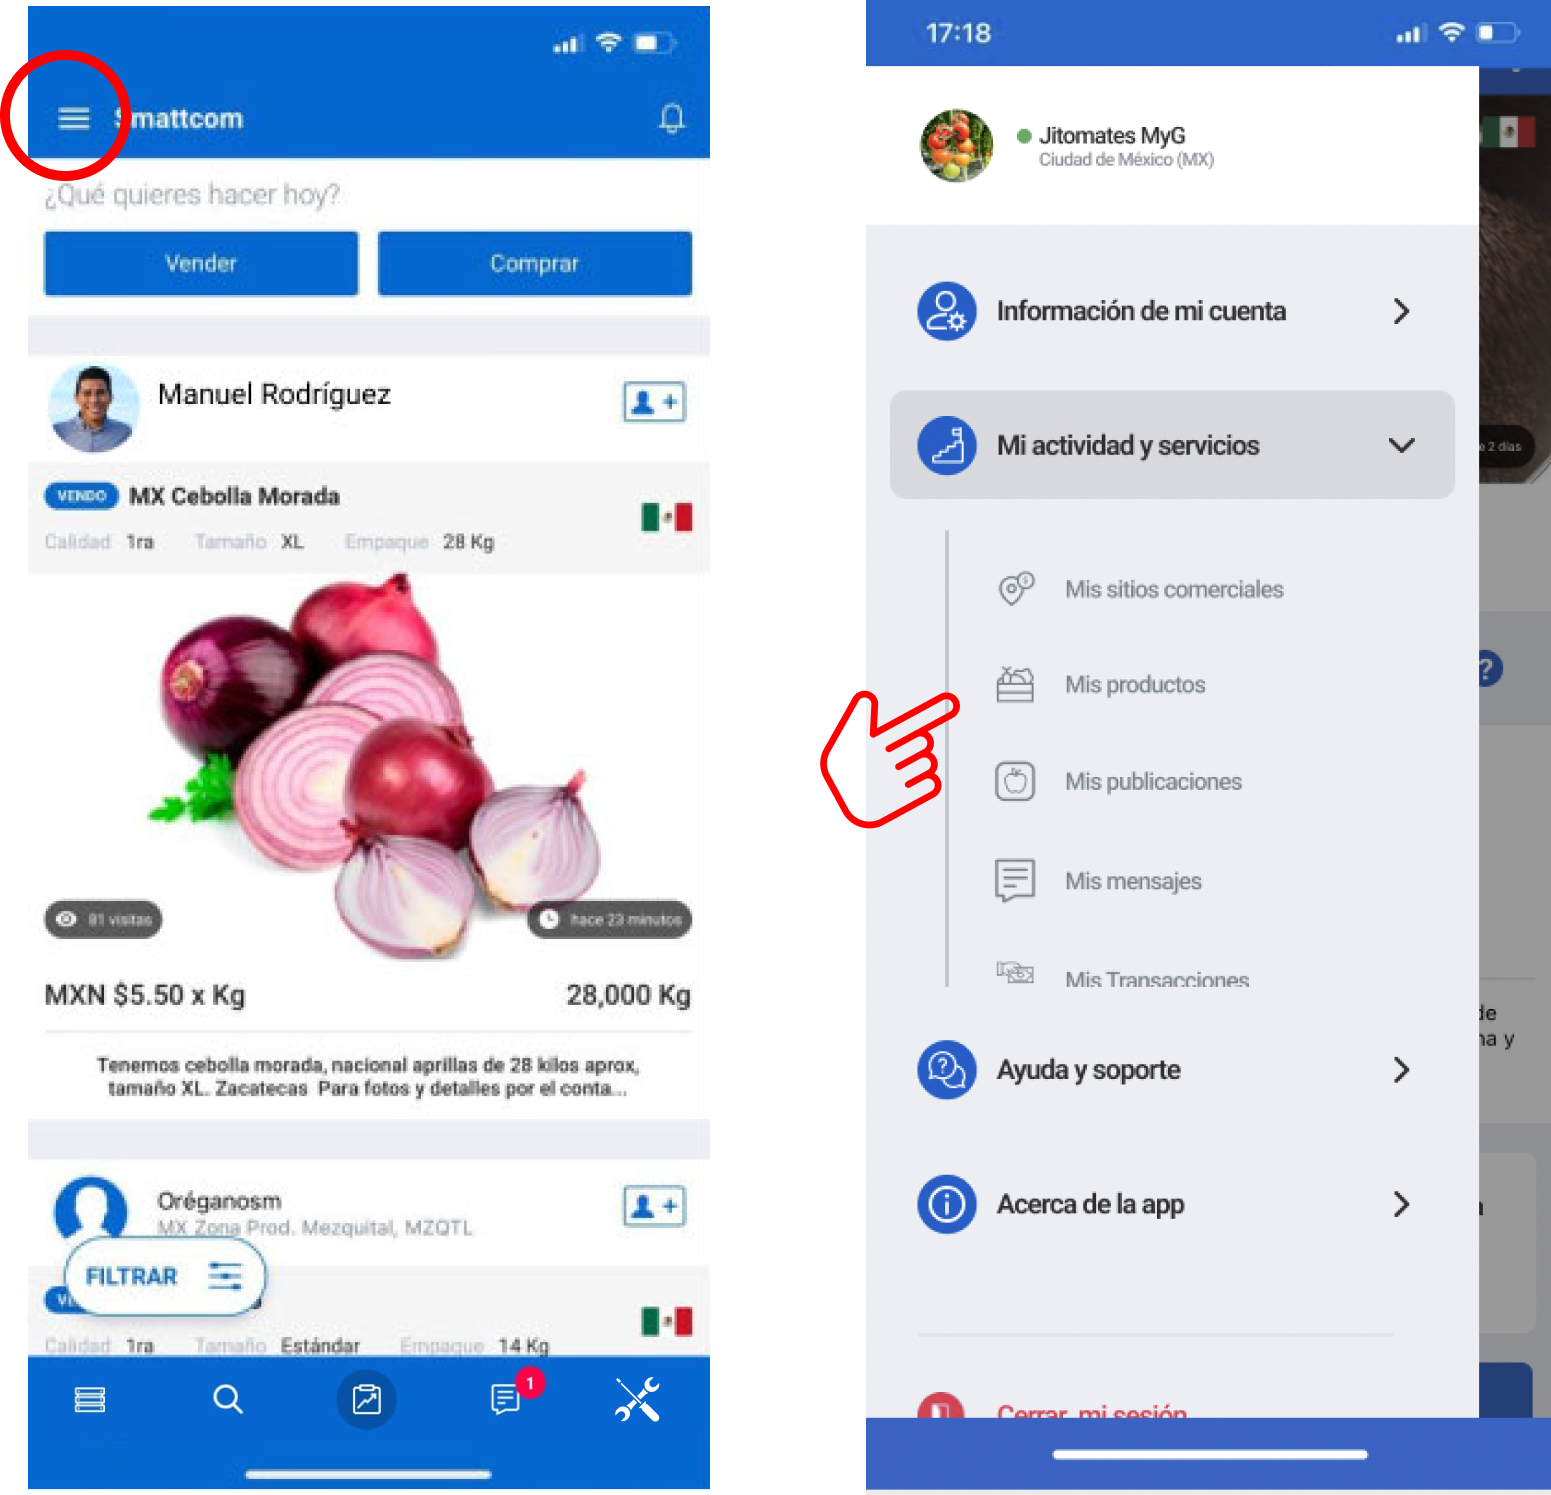 Smattcom
¿Qué quieres hacer hoy?
Vender
Comprar
Manuel Rodríguez
VENDO MX Cebolla Morada
Calidad 1ra Tamaño XL Empaque 28 Kg
81 visitas
hace 23 minutos
MXN $5.50 x Kg
28,000 Kg
Tenemos cebolla morada, nacional aprillas de 28 kilos aprox,
tamaño XL. Zacatecas Para fotos y detalles por el conta...
Oréganosm
MX Zona Prod. Mezquital, MZQTL
FILTRAR
Calidad 1ra Tamaño Estándar Empaque 14 Kg
1
17:18
Jitomates MyG
Ciudad de México (MX)
Información de mi cuenta
Mi actividad y servicios
2 días
Mis sitios comerciales
Mis productos
?
Mis publicaciones
Mis mensajes
Mis Transacciones
Ayuda y soporte
Acerca de la app
Cerrar mi sesión